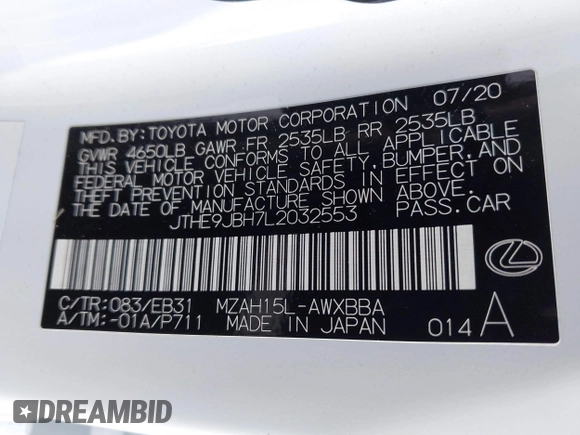 MFD. BY: TOYOTA MOTOR CORPORATION 07/20
GVWR 4650LB GAWR FR 2535LB RR 2535LB
THIS VEHICLE CONFORMS TO ALL APPLICABLE
FEDERAL MOTOR VEHICLE SAFETY, BUMPER, AND
THEFT PREVENTION STANDARDS IN EFFECT ON
THE DATE OF MANUFACTURE SHOWN ABOVE.
JTHE9JBH7L2032553 PASS. CAR
C/TR: 083/EB31 MZAH15L-AWXBBA
A/TM: -01A/P711 MADE IN JAPAN 014 A
DREAMBID